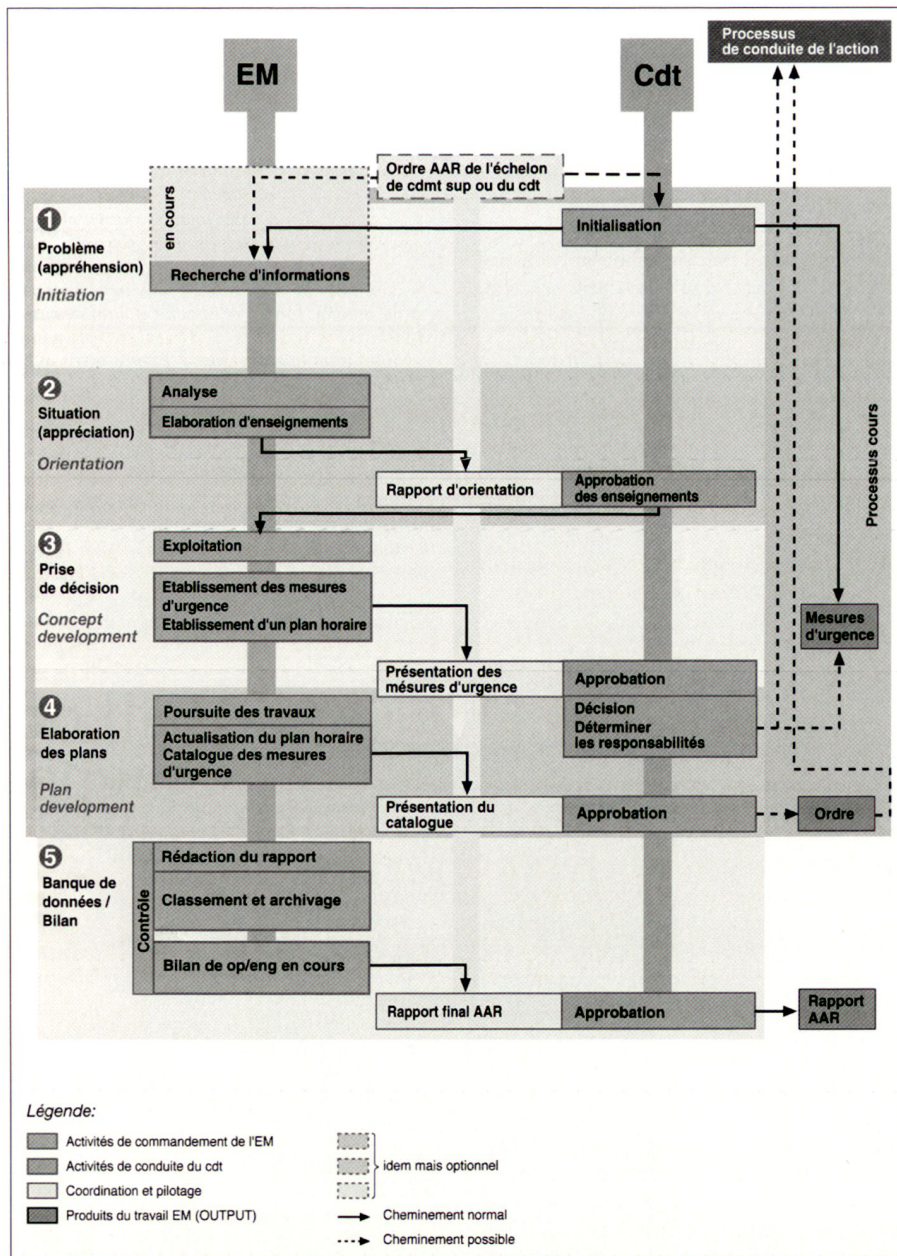 Processus
de conduite de l'action
EM
Cdt
Ordre AAR de l'échelon
de cdmt sup ou du cdt
en cours
1
Problème
(appréhension)
Initiation
Initialisation
Recherche d'informations
2
Situation
(appréciation)
Orientation
Analyse
Elaboration d'enseignements
Rapport d'orientation
Approbation
des enseignements
Processus cours
3
Prise
de décision
Concept
development
Exploitation
Etablissement des mesures
d'urgence
Etablissement d'un plan horaire
Mesures
d'urgence
Présentation des
mésures d'urgence
Approbation
Décision
Déterminer
les responsabilités
4
Elaboration
des plans
Plan
development
Poursuite des travaux
Actualisation du plan horaire
Catalogue des mesures
d'urgence
Présentation du
catalogue
Approbation
Ordre
5
Banque de
données /
Bilan
Contrôle
Rédaction du rapport
Classement et archivage
Bilan de op/eng en cours
Rapport final AAR
Approbation
Rapport
AAR
Légende:
Activités de commandement de l'EM
Activités de conduite du cdt
Coordination et pilotage
Produits du travail EM (OUTPUT)
idem mais optionnel
Cheminement normal
Cheminement possible